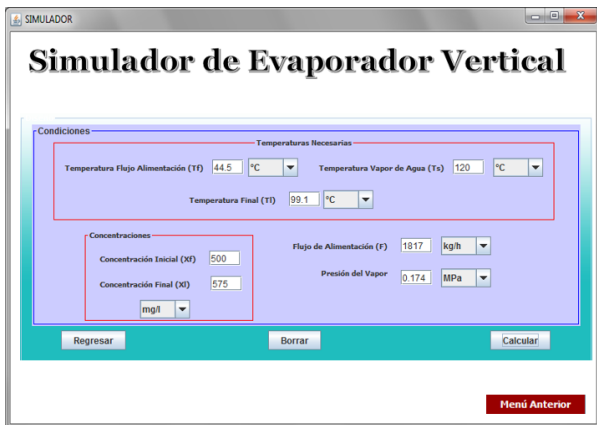 SIMULADOR
Simulador de Evaporador Vertical
Condiciones
Temperaturas Necesarias
Temperatura Flujo Alimentación (Tf) 44.5 °C Temperatura Vapor de Agua (Ts) 120 °C
Temperatura Final (Tl) 99.1 °C
Concentraciones
Concentración Inicial (Xf) 500
Concentración Final (Xl) 575
mg/l
Flujo de Alimentación (F) 1817 kg/h
Presión del Vapor 0.174 MPa
Regresar Borrar Calcular
Menú Anterior